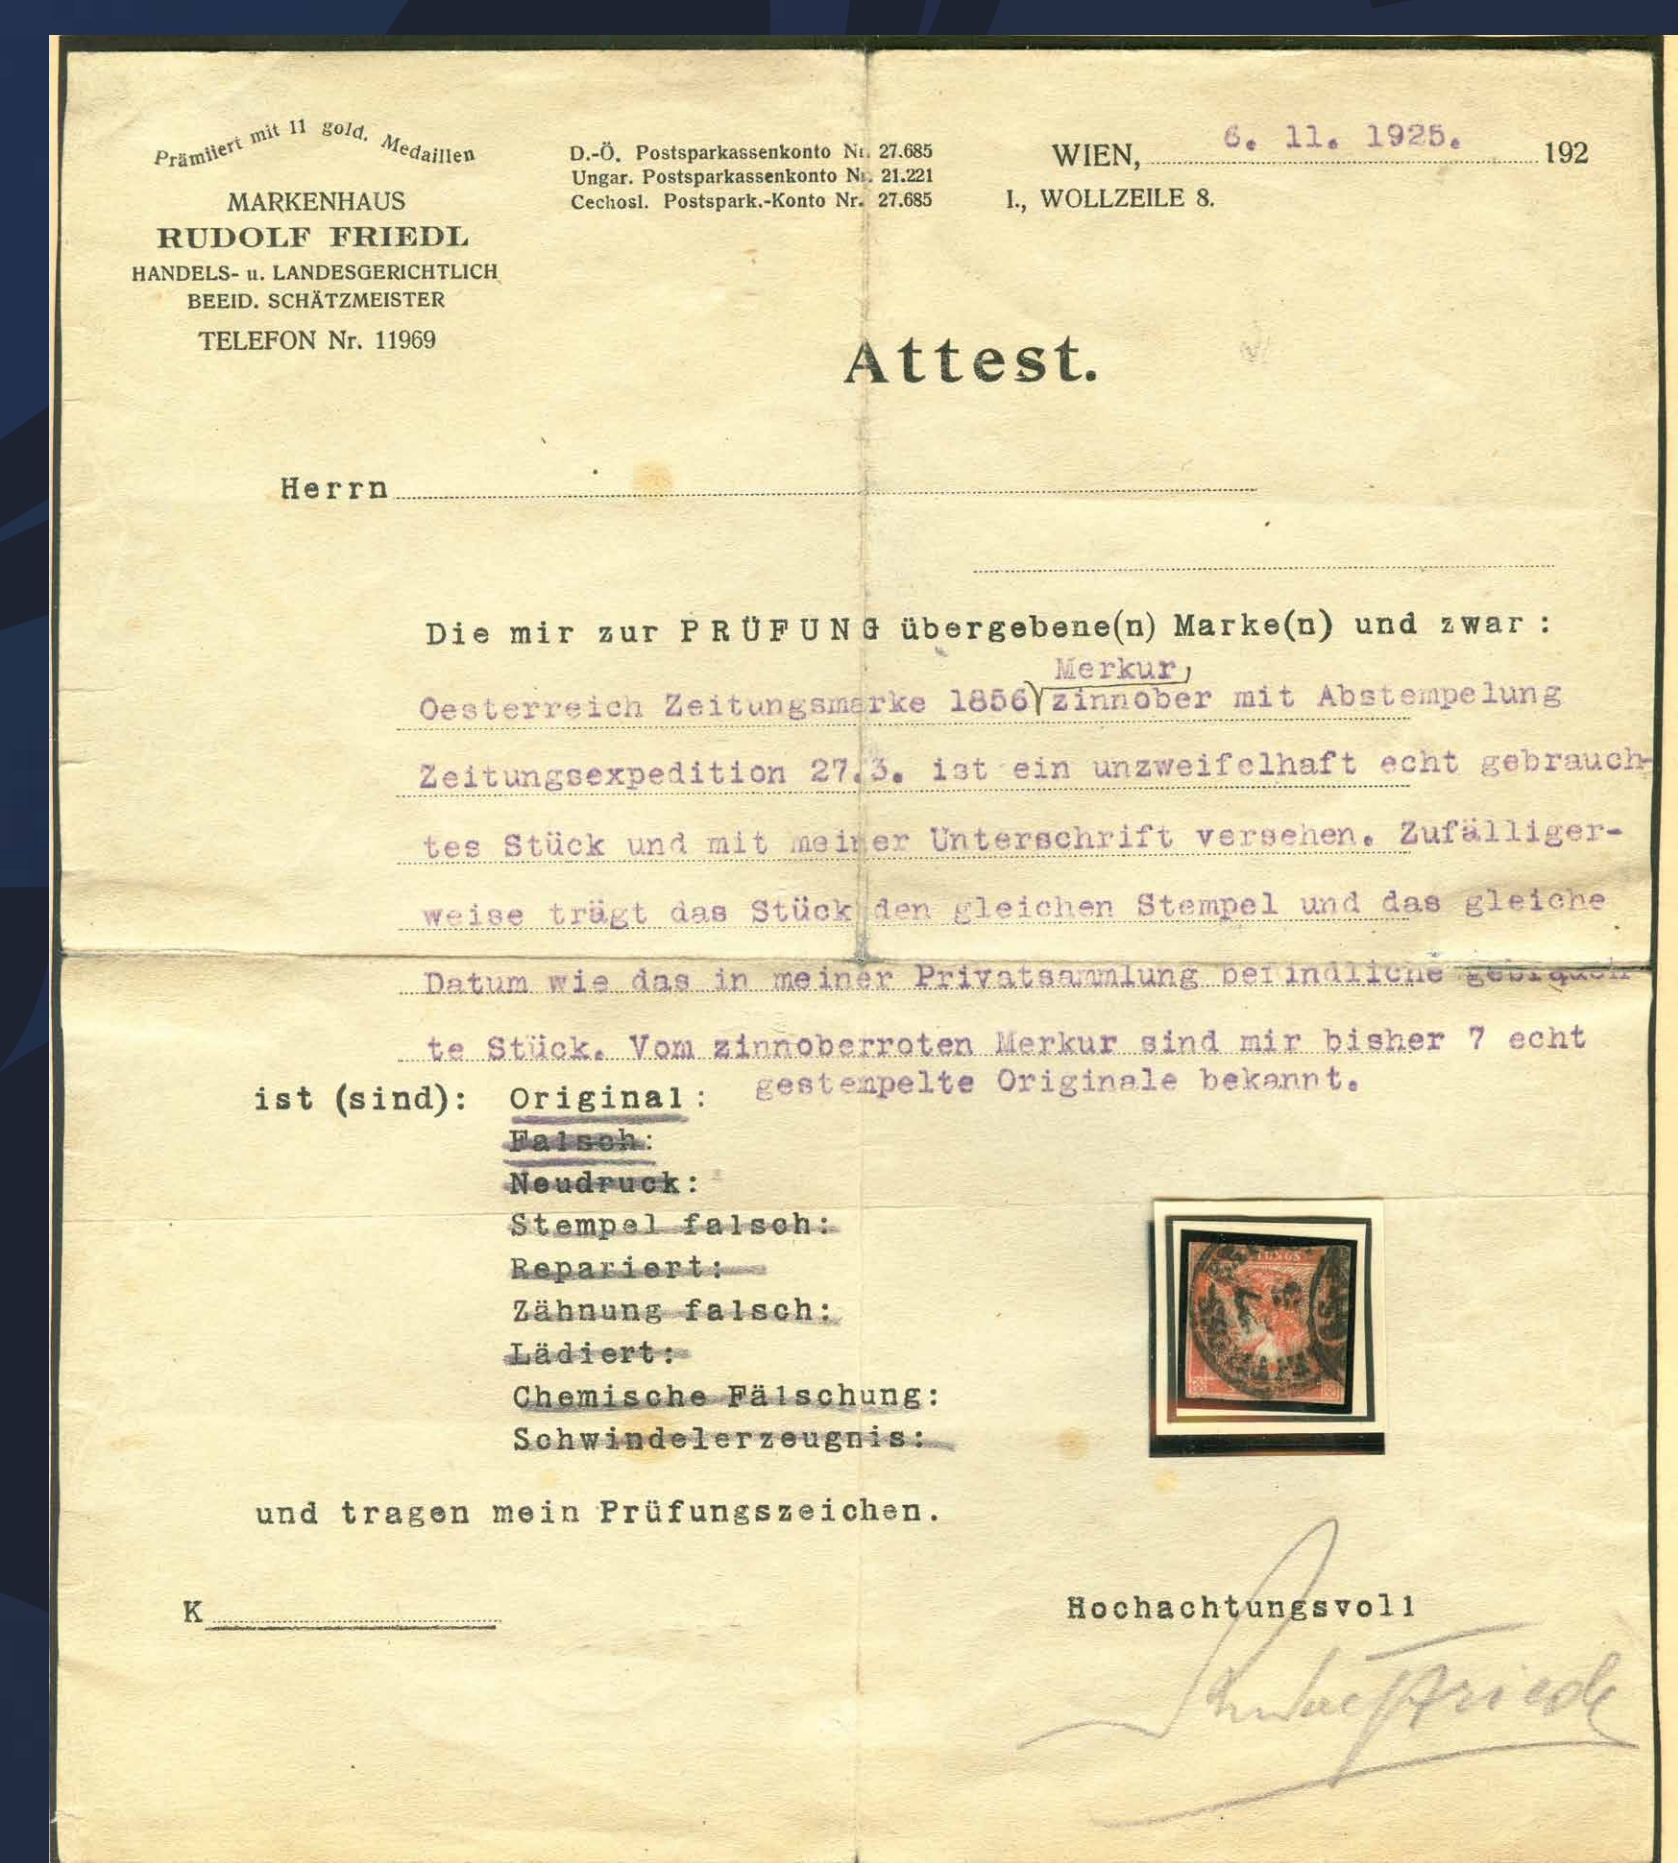 Prämiiert mit 11 gold. Medaillen
MARKENHAUS
RUDOLF FRIEDL
HANDELS- u. LANDESGERICHTLICH
BEEID. SCHÄTZMEISTER
TELEFON Nr. 11969
D.-Ö. Postsparkassenkonto Nr. 27.685
Ungar. Postsparkassenkonto Nr. 21.221
Cechosl. Postspark.-Konto Nr. 27.685
WIEN, 6. 11. 1925. 192
I., WOLLZEILE 8.
Attest.
Herrn
Die mir zur PRÜFUNG übergebene(n) Marke(n) und zwar :
Merkur,
Oesterreich Zeitungsmarke 1856 zinnober mit Abstempelung
Zeitungsexpedition 27.3. ist ein unzweifelhaft echt gebrauch-
tes Stück und mit meiner Unterschrift versehen. Zufälliger-
weise trägt das Stück den gleichen Stempel und das gleiche
Datum wie das in meiner Privatsammlung befindliche gebrauch-
te Stück. Vom zinnoberroten Merkur sind mir bisher 7 echt
gestempelte Originale bekannt.
ist (sind): Original:
Falsch:
Neudruck:
Stempel falsch:
Repariert:
Zähnung falsch:
Lädiert:
Chemische Fälschung:
Schwindelerzeugnis:
TUNGS
und tragen mein Prüfungszeichen.
K
Hochachtungsvoll
Rudolf Friedl